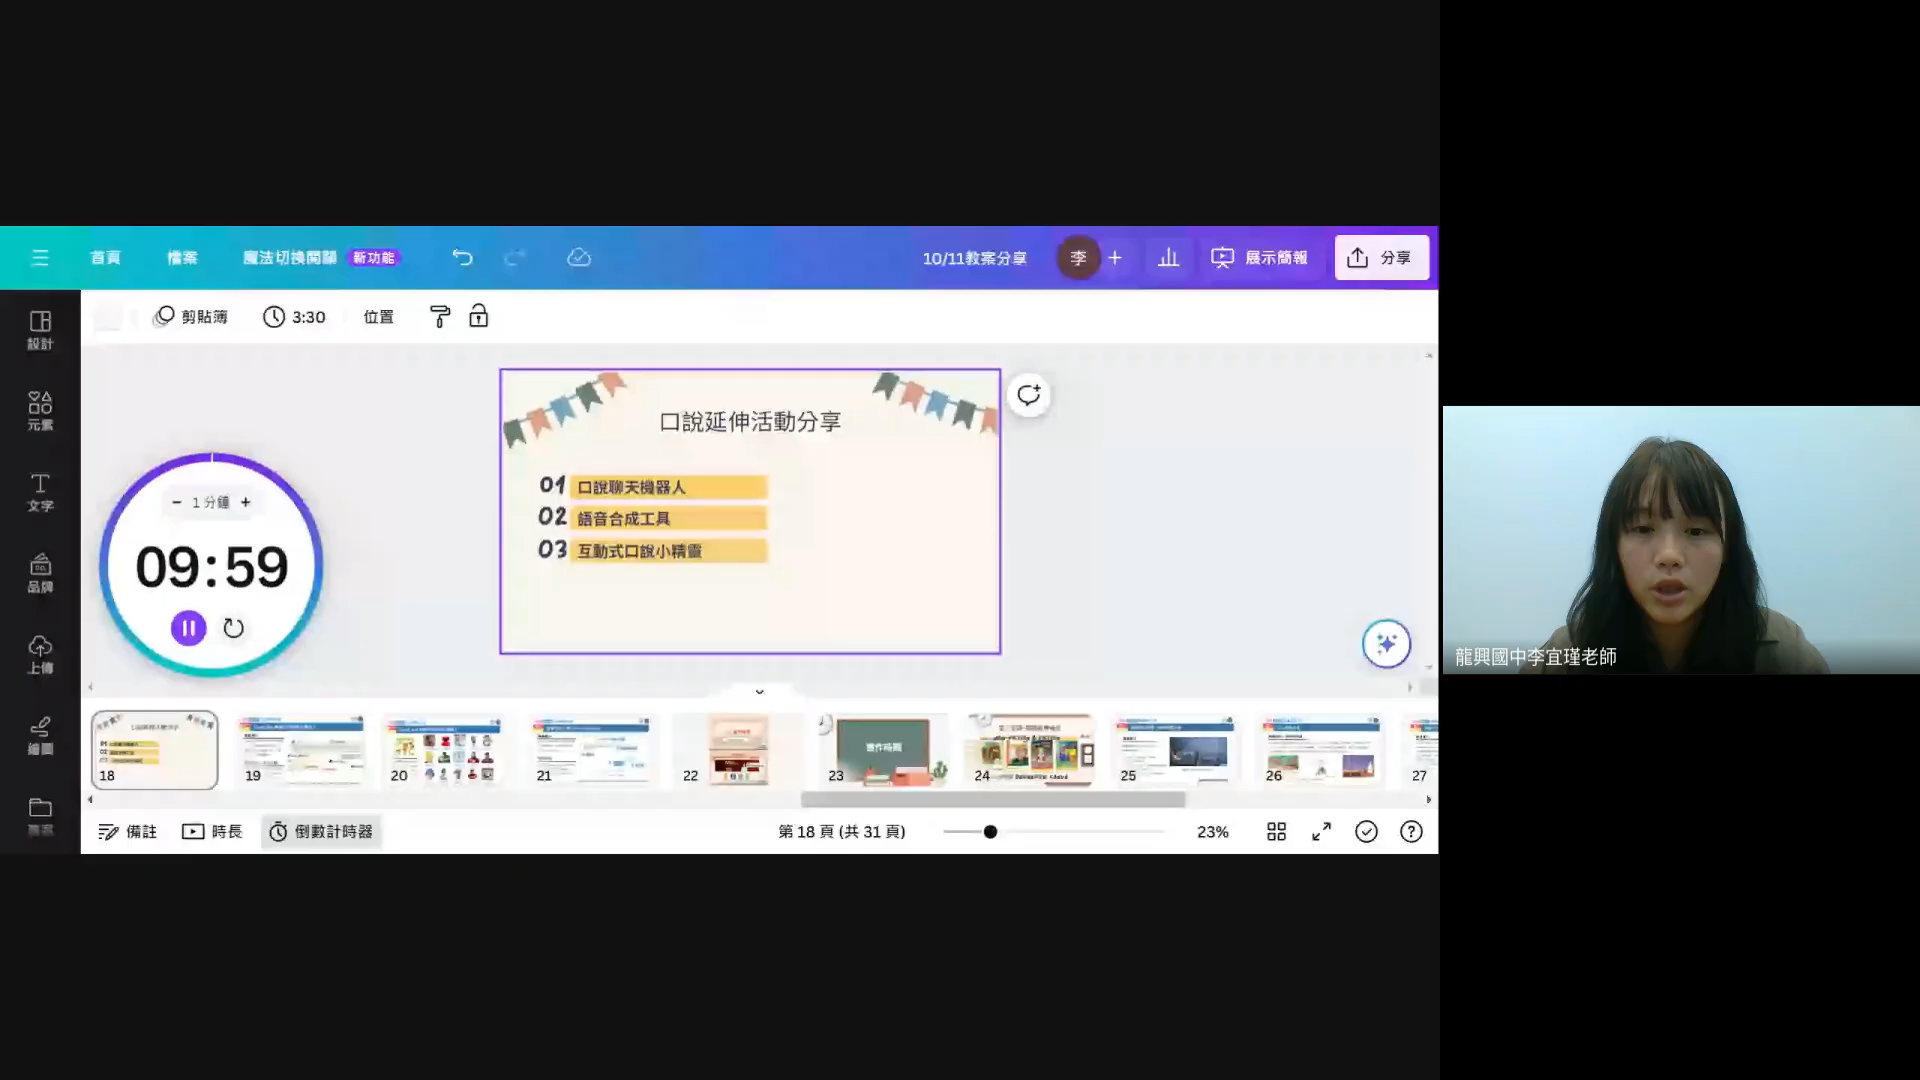 首頁
檔案
魔法切換開關
新功能
10/11教案分享
李
展示簡報
分享
設計
元素
文字
品牌
上傳
繪圖
專案
剪貼簿
3:30
位置
1 分鐘
09:59
口說延伸活動分享
01 口說聊天機器人
02 語音合成工具
03 互動式口說小精靈
龍興國中李宜瑾老師
18
19
20
21
22
23
實作時間
24
25
26
27
備註
時長
倒數計時器
第 18 頁 (共 31 頁)
23%